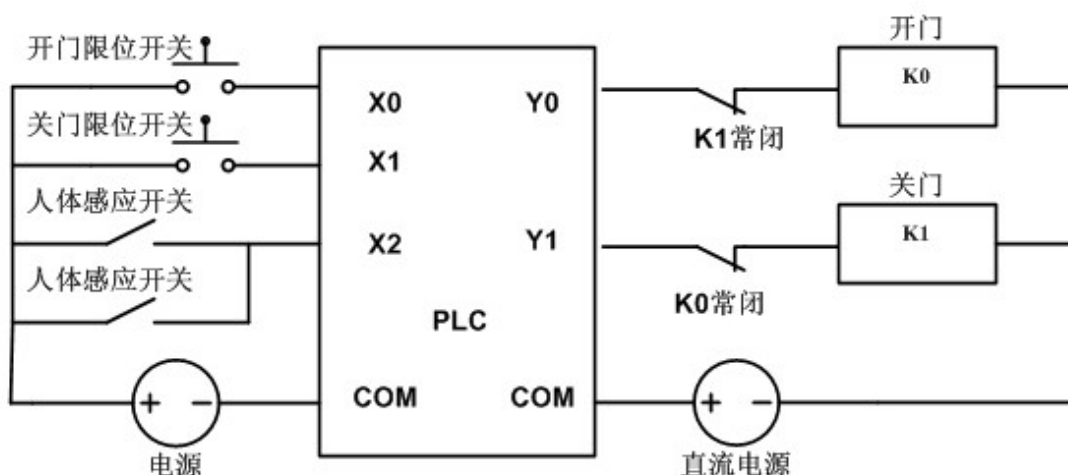 开门限位开关
X0
Y0
开门
K0
K1常闭
关门限位开关
X1
人体感应开关
X2
Y1
关门
K1
K0常闭
人体感应开关
PLC
COM
COM
+ -
电源
+ -
直流电源